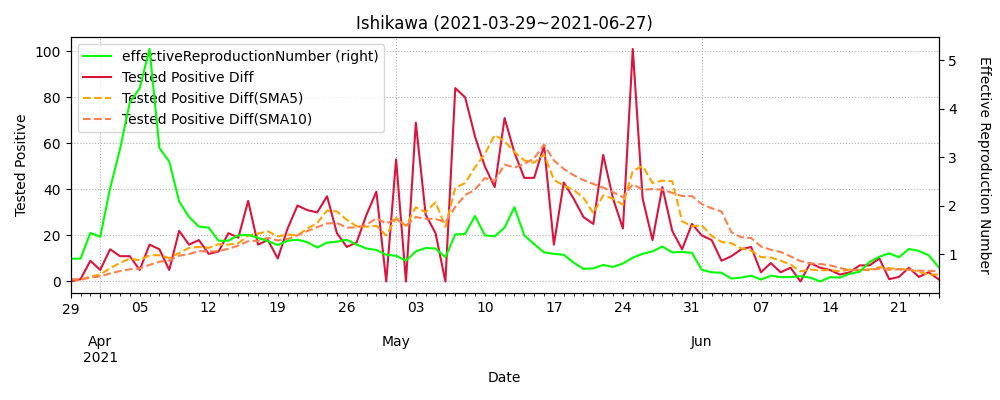 Ishikawa (2021-03-29~2021-06-27)
effectiveReproductionNumber (right)
Tested Positive Diff
Tested Positive Diff(SMA5)
Tested Positive Diff(SMA10)
Tested Positive
100
80
60
40
20
0
Effective Reproduction Number
5
4
3
2
1
29 05 12 19 26 03 10 17 24 31 07 14 21
Apr May Jun
2021
Date